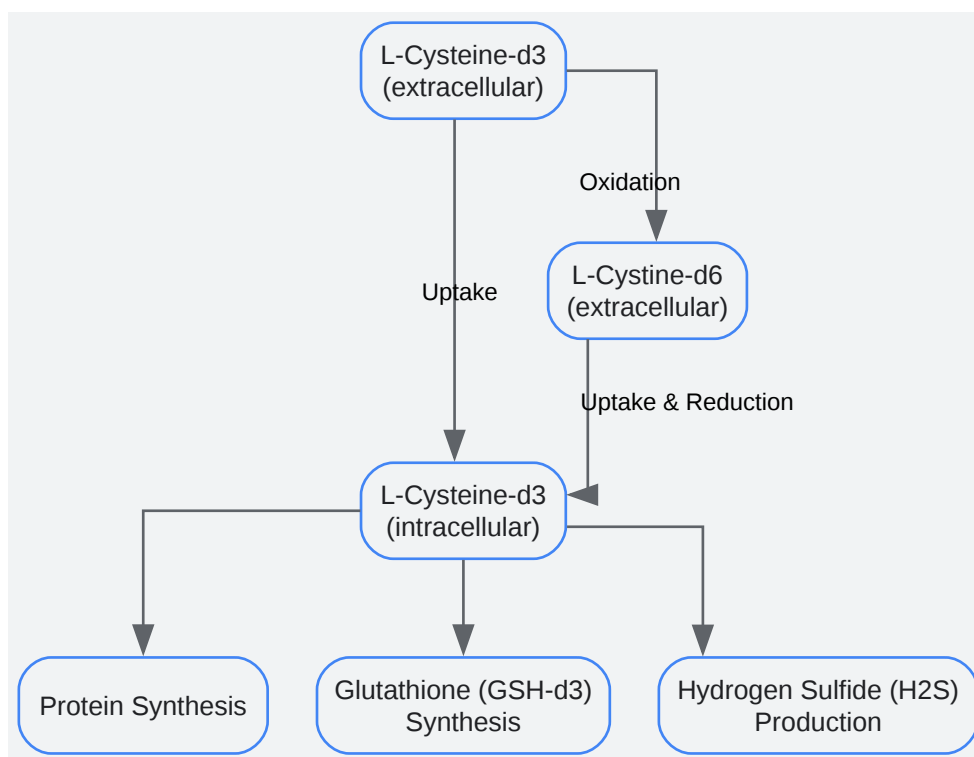 L-Cysteine-d3
(extracellular)
Oxidation
L-Cystine-d6
(extracellular)
Uptake
Uptake & Reduction
L-Cysteine-d3
(intracellular)
Protein Synthesis
Glutathione (GSH-d3)
Synthesis
Hydrogen Sulfide (H2S)
Production